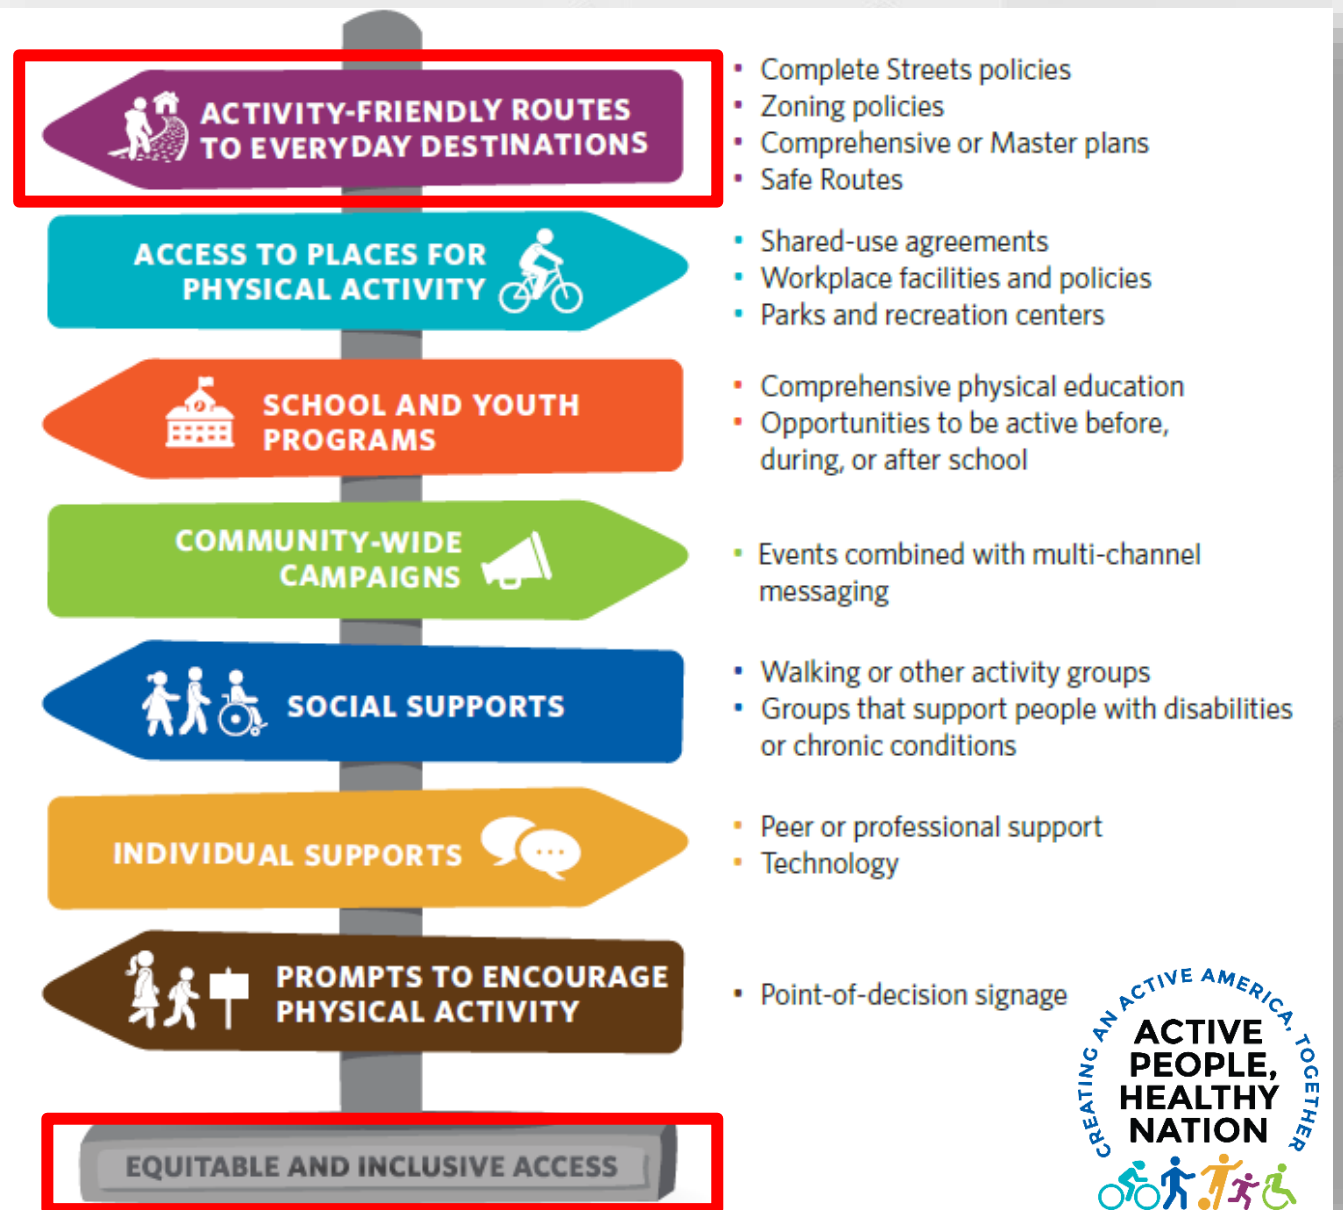 ACTIVITY-FRIENDLY ROUTES
TO EVERYDAY DESTINATIONS
• Complete Streets policies
• Zoning policies
• Comprehensive or Master plans
• Safe Routes
ACCESS TO PLACES FOR
PHYSICAL ACTIVITY
• Shared-use agreements
• Workplace facilities and policies
• Parks and recreation centers
SCHOOL AND YOUTH
PROGRAMS
• Comprehensive physical education
• Opportunities to be active before,
during, or after school
COMMUNITY-WIDE
CAMPAIGNS
• Events combined with multi-channel
messaging
SOCIAL SUPPORTS
• Walking or other activity groups
• Groups that support people with disabilities
or chronic conditions
INDIVIDUAL SUPPORTS
• Peer or professional support
• Technology
PROMPTS TO ENCOURAGE
PHYSICAL ACTIVITY
• Point-of-decision signage
EQUITABLE AND INCLUSIVE ACCESS
CREATING AN ACTIVE AMERICA, TOGETHER
ACTIVE
PEOPLE,
HEALTHY
NATION